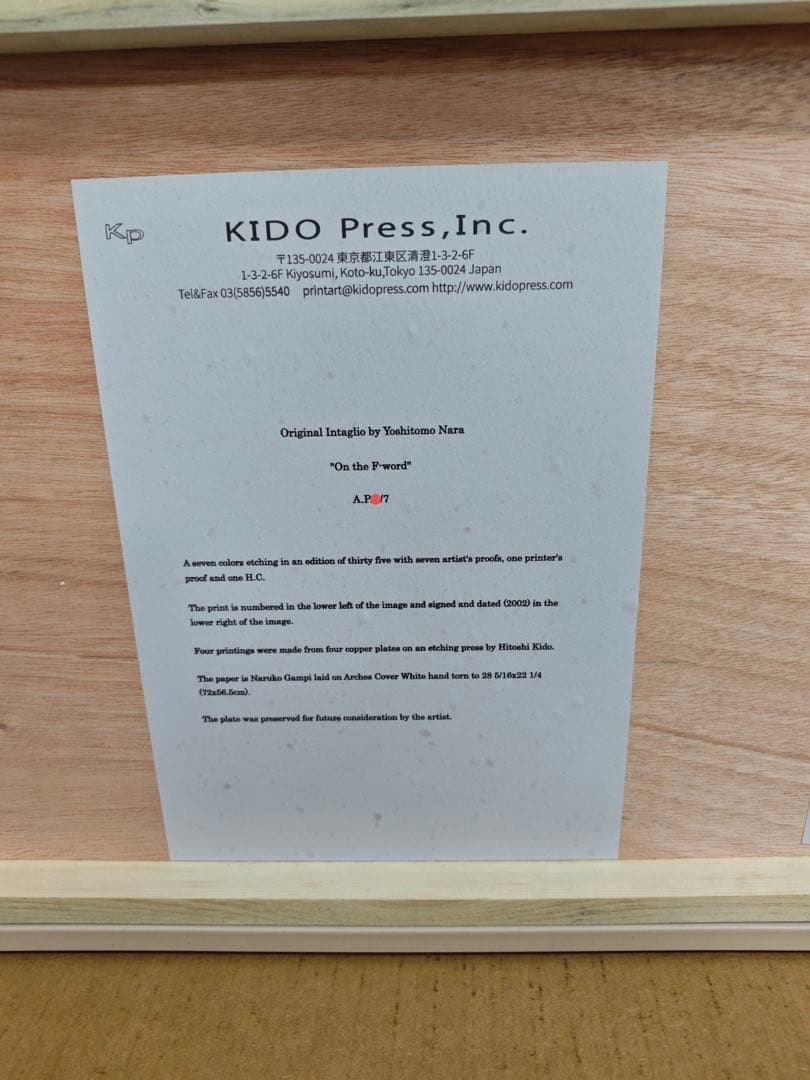 Kp
KIDO Press,Inc.
〒135-0024 東京都江東区清澄1-3-2-6F
1-3-2-6F Kiyosumi, Koto-ku,Tokyo 135-0024 Japan
Tel&Fax 03(5856)5540 printart@kidopress.com http://www.kidopress.com
Original Intaglio by Yoshitomo Nara
"On the F-word"
A.P /7
A seven colors etching in an edition of thirty five with seven artist's proofs, one printer's
proof and one H.C.
The print is numbered in the lower left of the image and signed and dated (2002) in the
lower right of the image.
Four printings were made from four copper plates on an etching press by Hitoshi Kido.
The paper is Naruko Gampi laid on Arches Cover White hand torn to 28 5/16x22 1/4
(72x56.5cm).
The plate was preserved for future consideration by the artist.